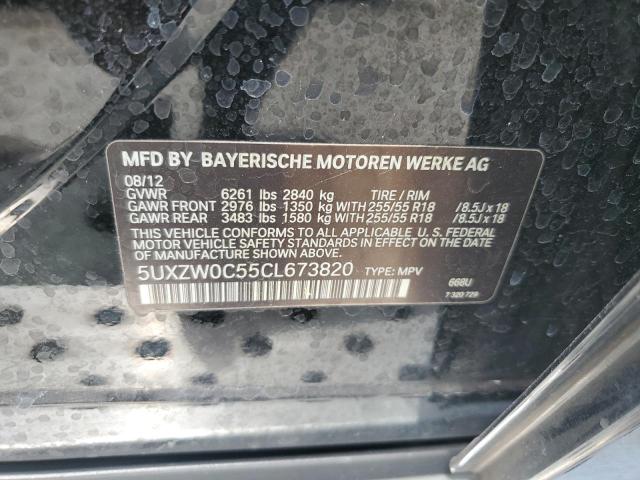 MFD BY BAYERISCHE MOTOREN WERKE AG
08/12
GVWR 6261 lbs 2840 kg TIRE / RIM
GAWR FRONT 2976 lbs 1350 kg WITH 255/55 R18 / 8.5J x 18
GAWR REAR 3483 lbs 1580 kg WITH 255/55 R18 / 8.5J x 18
THIS VEHICLE CONFORMS TO ALL APPLICABLE U. S. FEDERAL
MOTOR VEHICLE SAFETY STANDARDS IN EFFECT ON THE DATE
OF MANUFACTURE SHOWN ABOVE.
5UXZW0C55CL673820 TYPE: MPV
668U
7 320 729